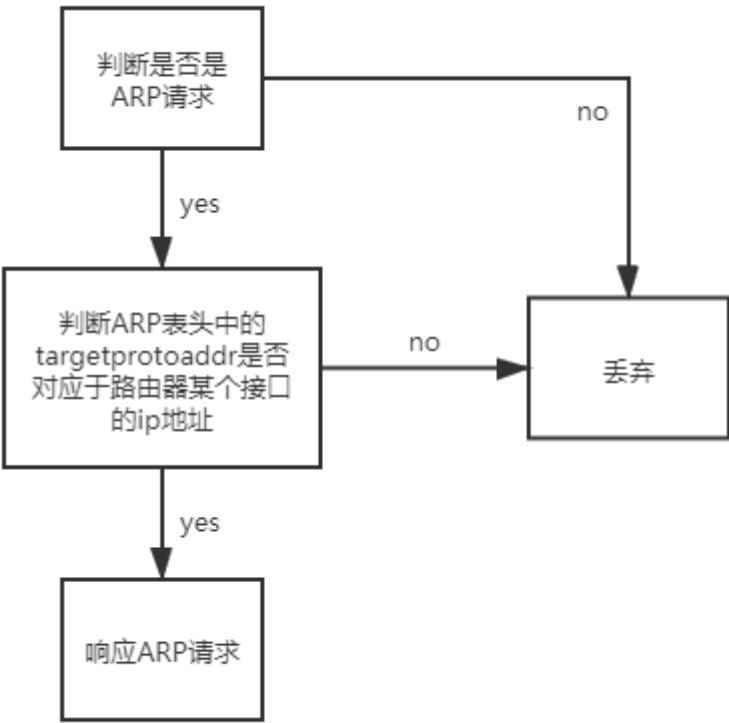 判断是否是
ARP请求
no
yes
判断ARP表头中的
targetprotoaddr是否
对应于路由器某个接口
的ip地址
no
丢弃
yes
响应ARP请求